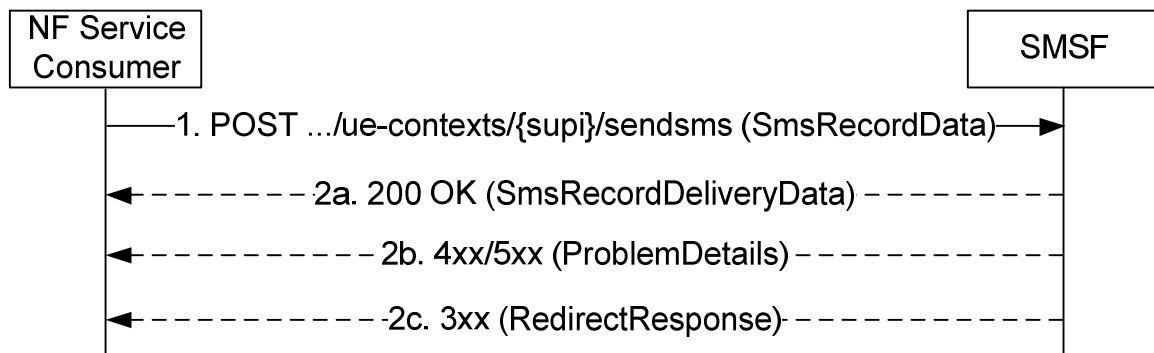 NF Service
Consumer
SMSF
1. POST .../ue-contexts/{supi}/sendsms (SmsRecordData)
2a. 200 OK (SmsRecordDeliveryData)
2b. 4xx/5xx (ProblemDetails)
2c. 3xx (RedirectResponse)